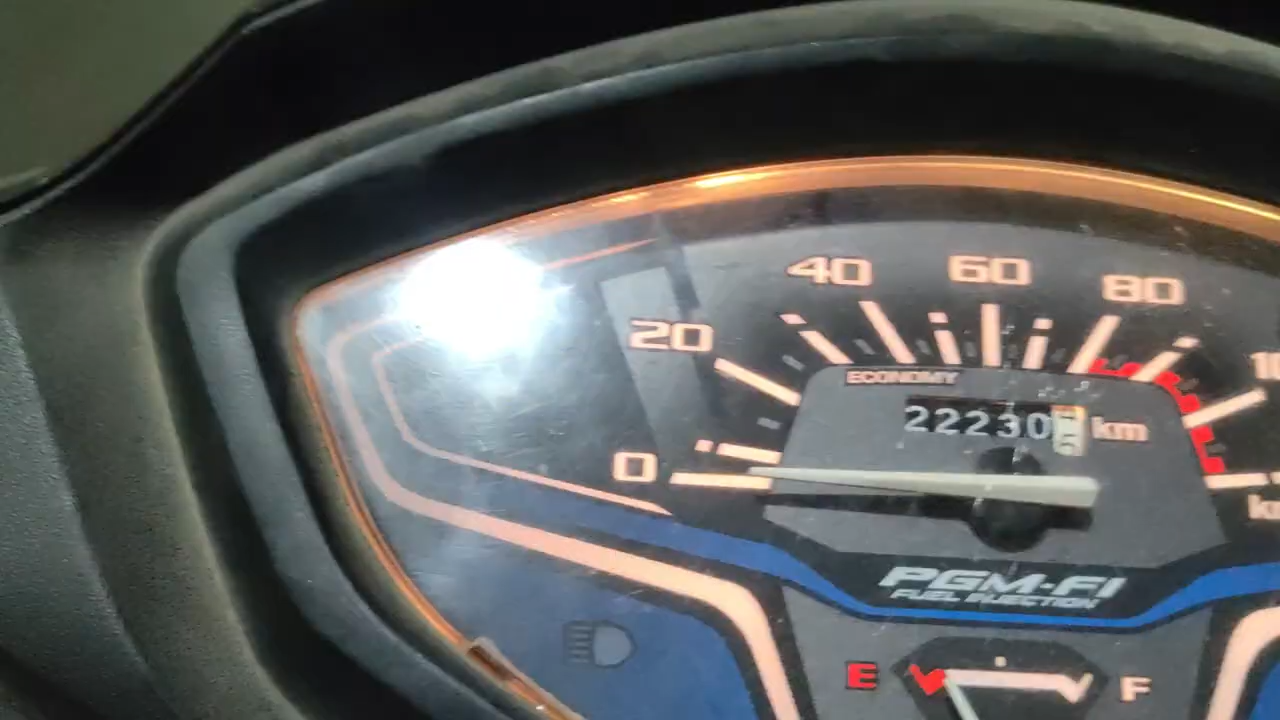 40 60 80
20
ECONOMY
22230 km
0
PGM-FI
FUEL INJECTION
E F